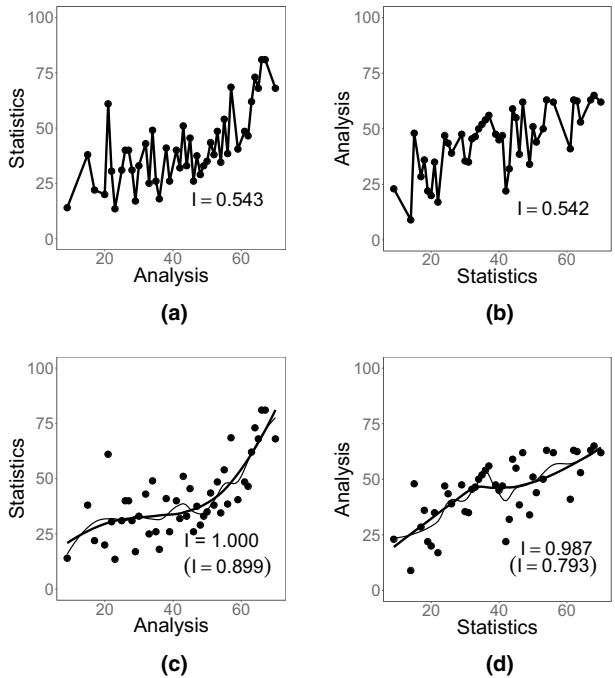 100
75
50
25
0
Statistics
I = 0.543
20 40 60
Analysis
(a)
100
75
50
25
0
Analysis
I = 0.542
20 40 60
Statistics
(b)
100
75
50
25
0
Statistics
I = 1.000
(I = 0.899)
20 40 60
Analysis
(c)
100
75
50
25
0
Analysis
I = 0.987
(I = 0.793)
20 40 60
Statistics
(d)